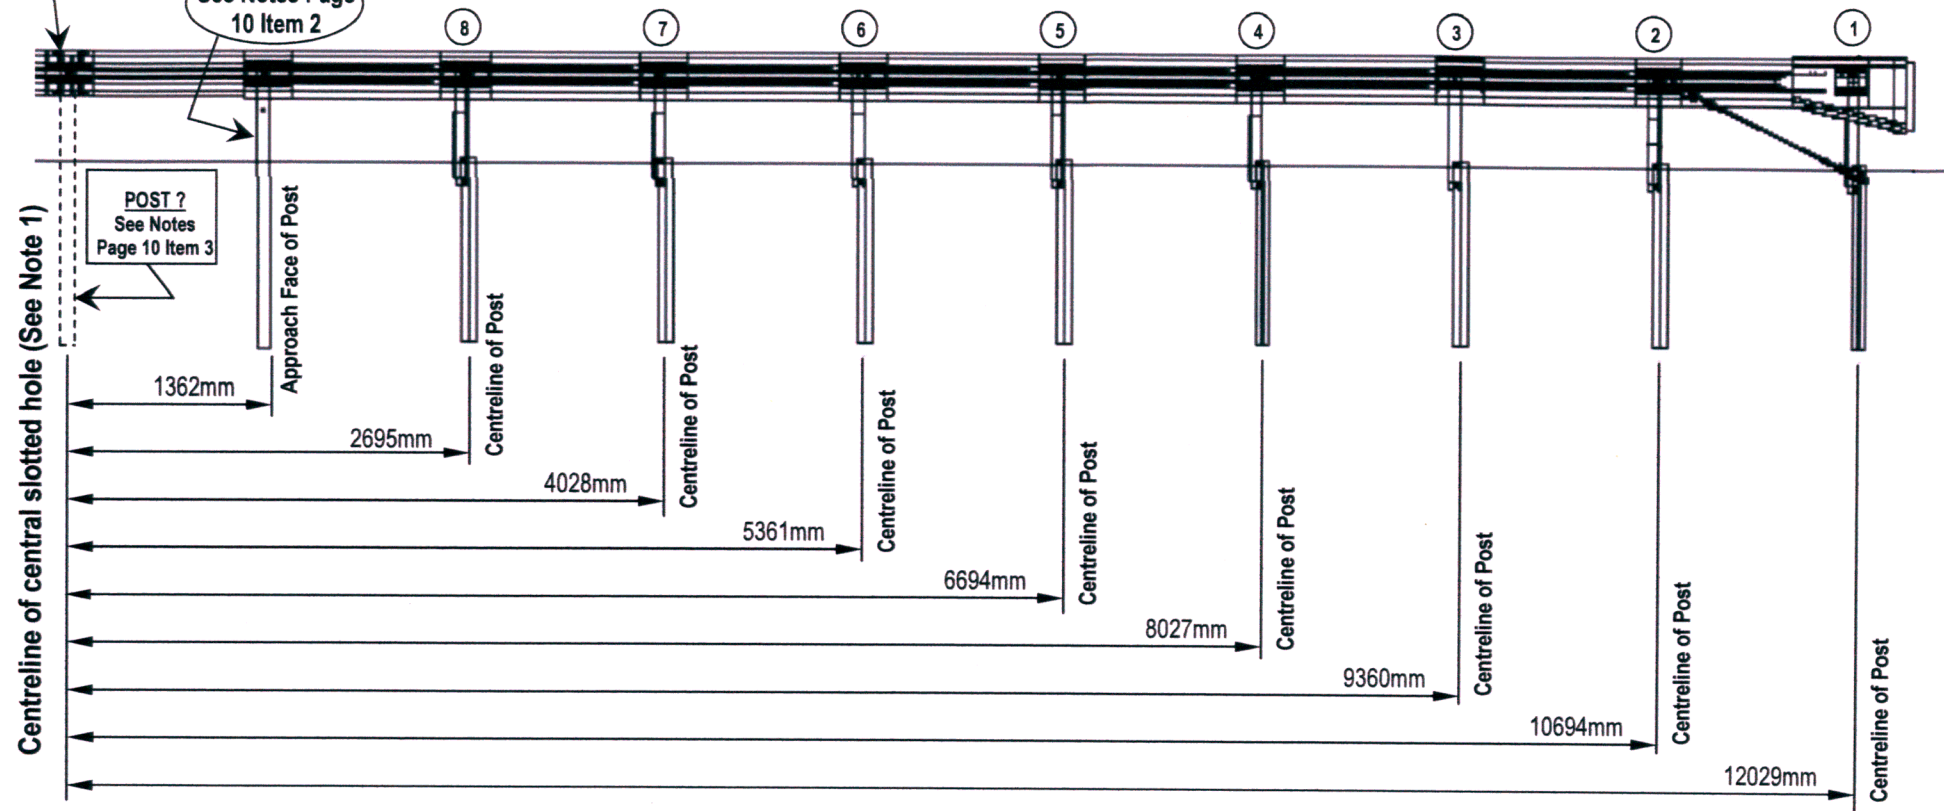 See Notes Page
10 Item 2
8
7
6
5
4
3
2
1
POST ?
See Notes
Page 10 Item 3
Centreline of central slotted hole (See Note 1)
Approach Face of Post
1362mm
Centreline of Post
2695mm
Centreline of Post
4028mm
Centreline of Post
5361mm
Centreline of Post
6694mm
Centreline of Post
8027mm
Centreline of Post
9360mm
Centreline of Post
10694mm
Centreline of Post
12029mm